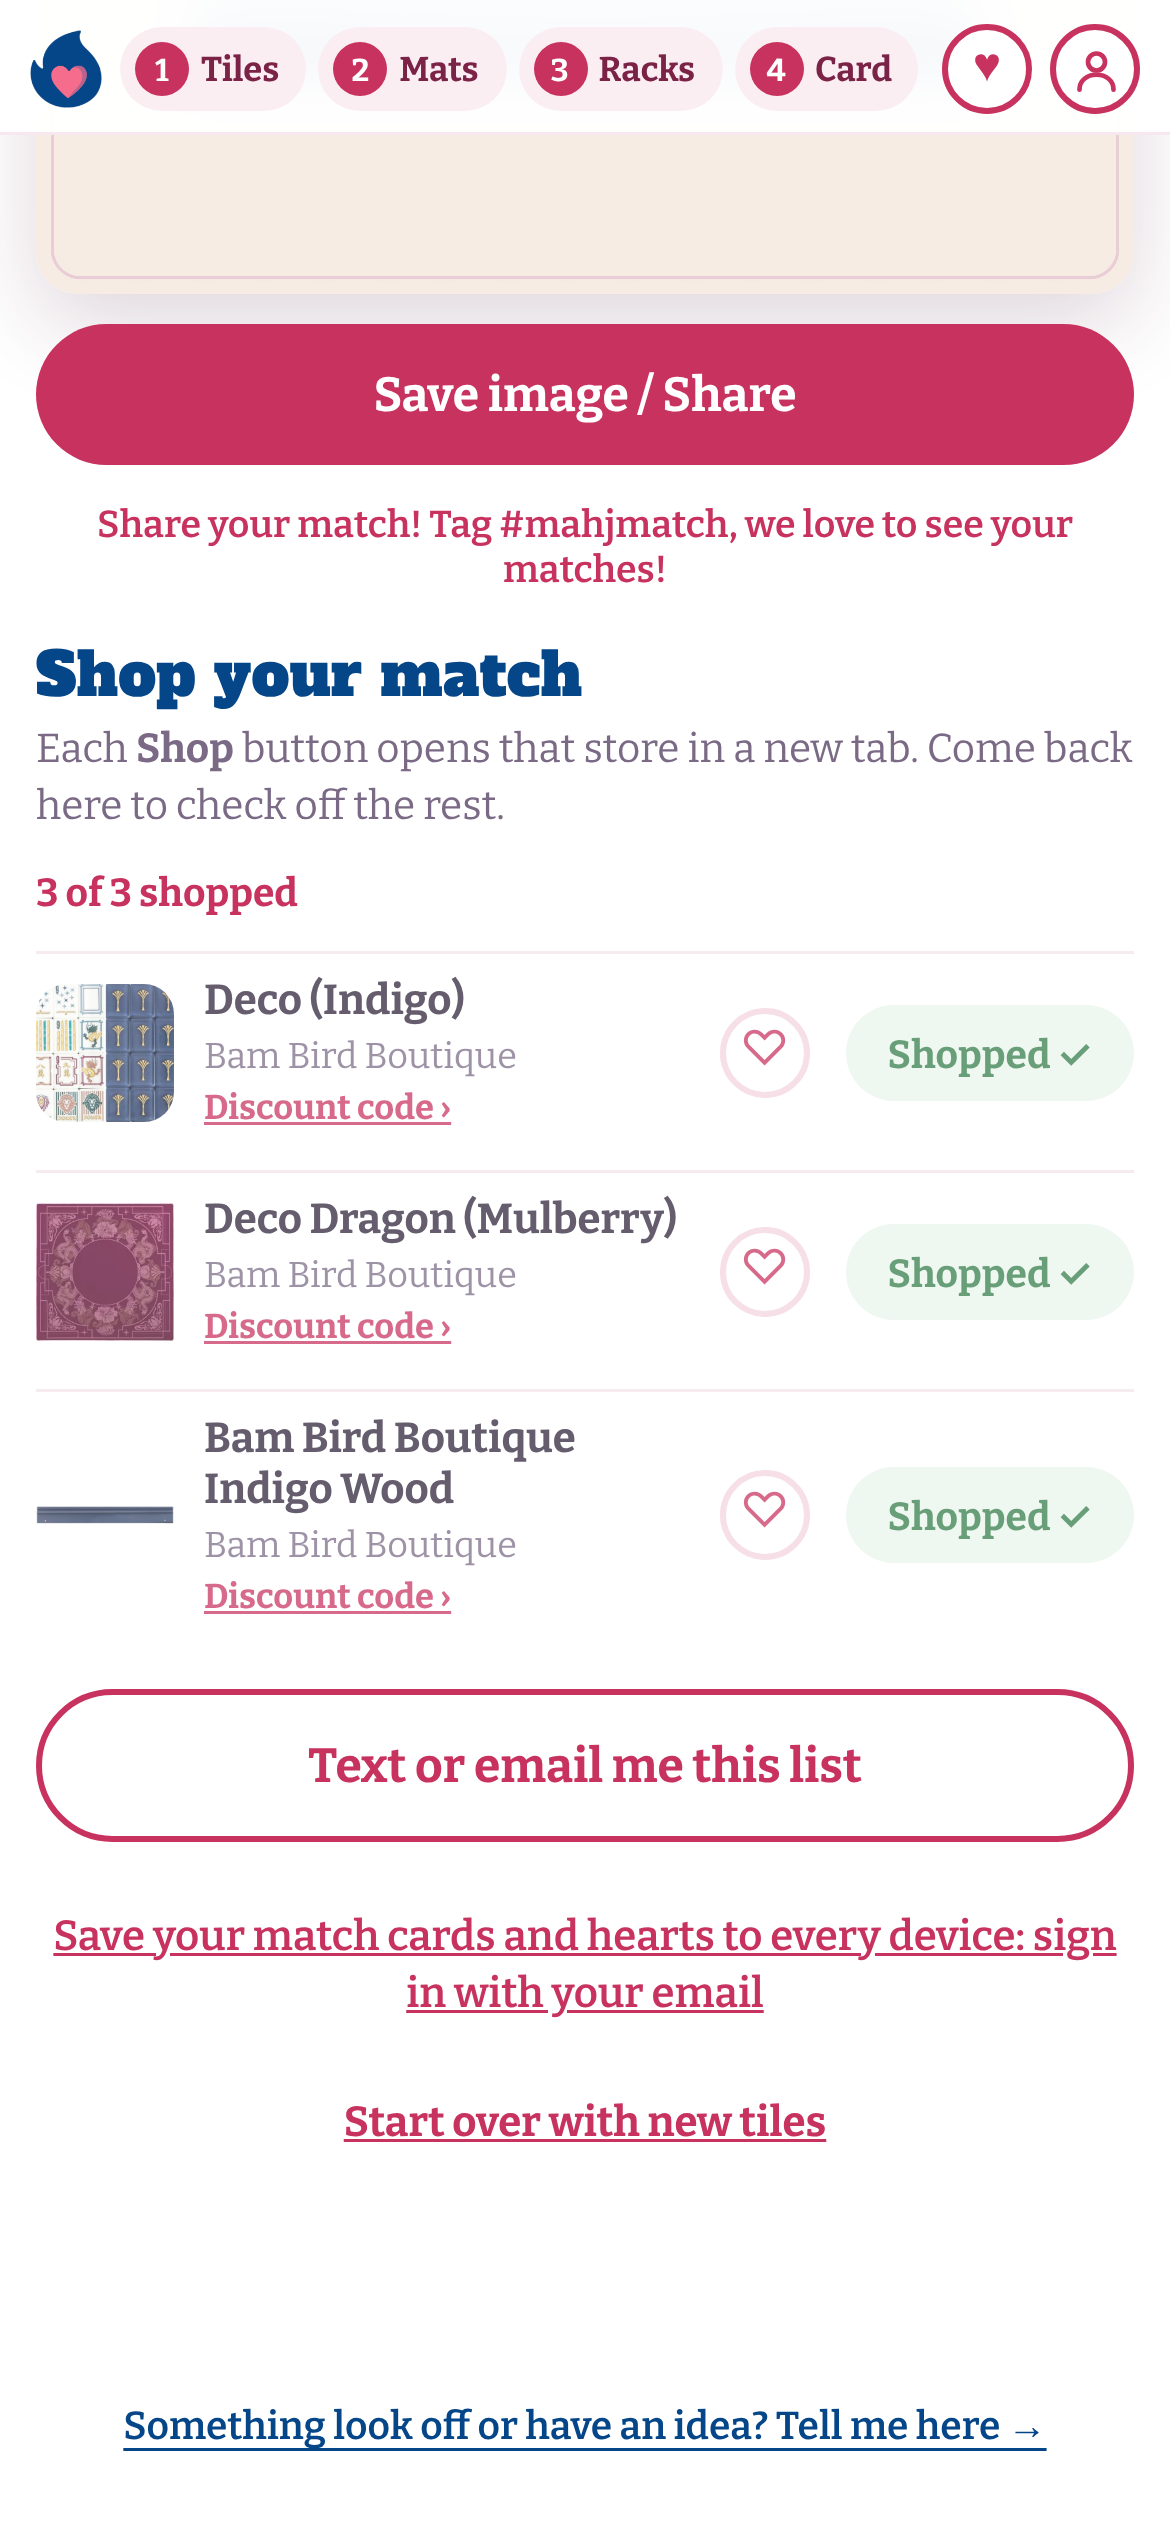 1 Tiles 2 Mats 3 Racks 4 Card
Save image / Share
Share your match! Tag #mahjmatch, we love to see your
matches!
Shop your match
Each Shop button opens that store in a new tab. Come back
here to check off the rest.
3 of 3 shopped
Deco (Indigo)
Bam Bird Boutique
Discount code ›
Shopped ✓
Deco Dragon (Mulberry)
Bam Bird Boutique
Discount code ›
Shopped ✓
Bam Bird Boutique
Indigo Wood
Bam Bird Boutique
Discount code ›
Shopped ✓
Text or email me this list
Save your match cards and hearts to every device: sign
in with your email
Start over with new tiles
Something look off or have an idea? Tell me here →